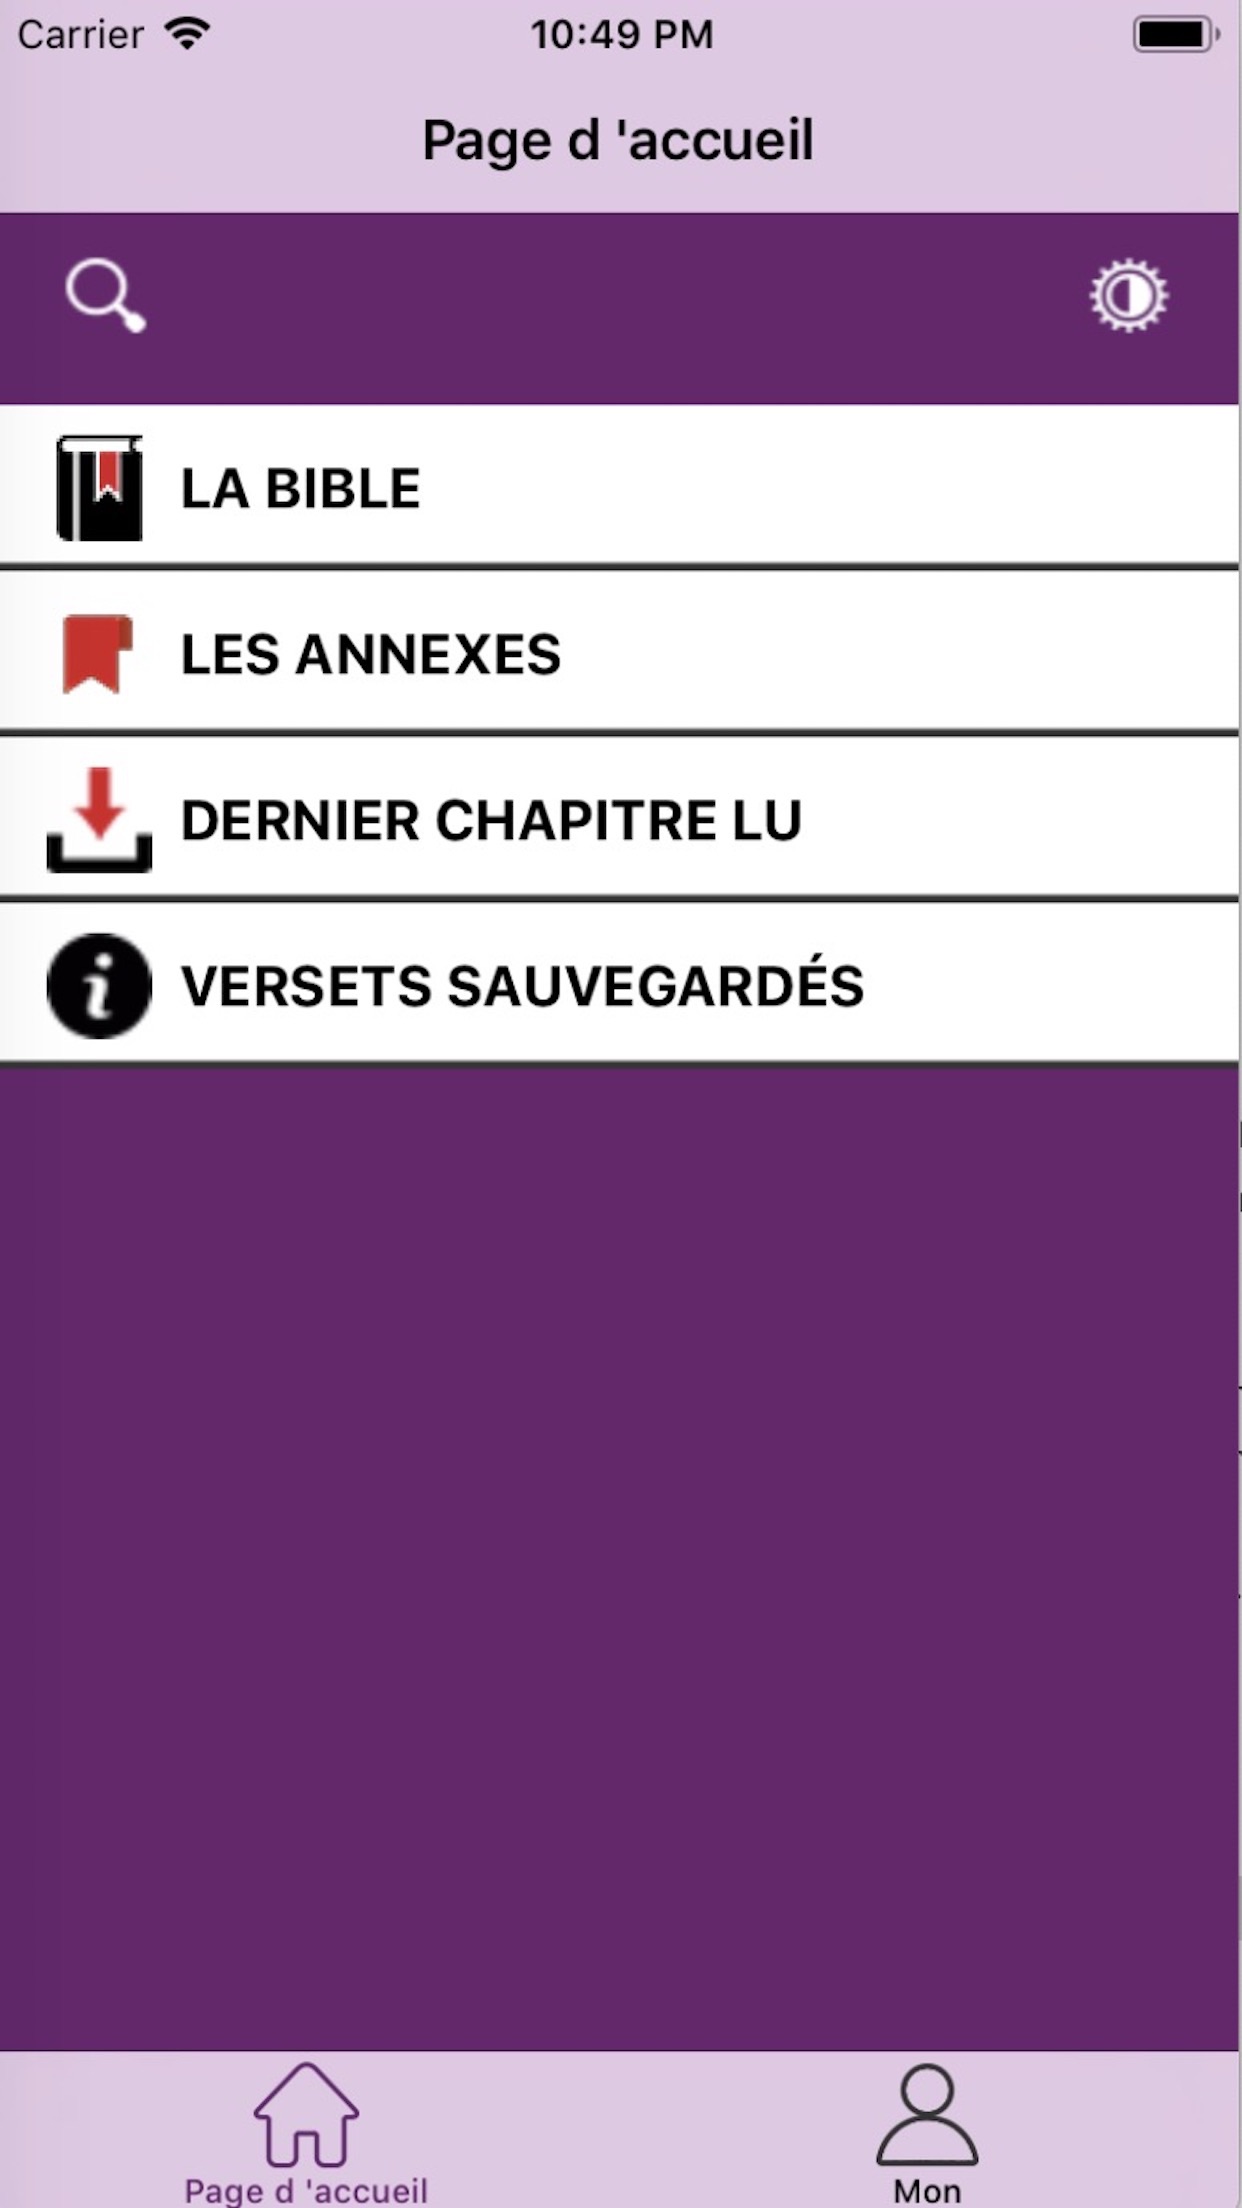 Carrier 10:49 PM
Page d 'accueil
LA BIBLE
LES ANNEXES
DERNIER CHAPITRE LU
VERSETS SAUVEGARDÉS
Page d 'accueil
Mon